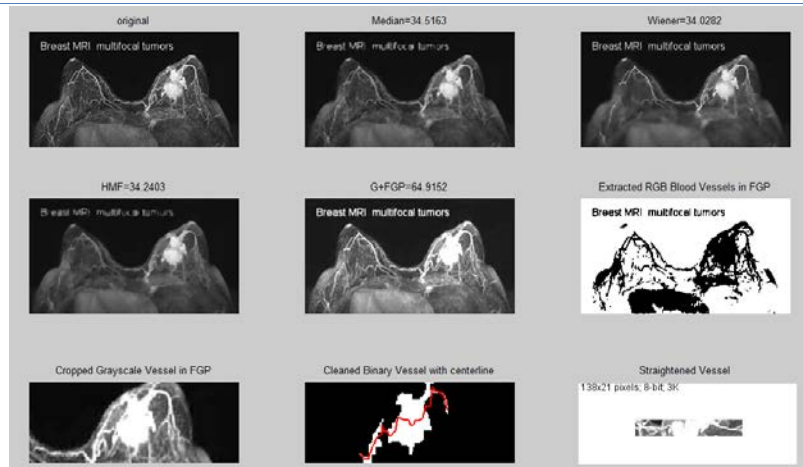 original
Median=34.5163
Wiener=34.0282
Breast MRI multifocal tumors
Breast MRI multifocal tumors
Breast MRI multifocal tumors
HMF=34.2403
G+FGP=64.9152
Extracted RGB Blood Vessels in FGP
Breast MRI multifocal tumors
Breast MRI multifocal tumors
Breast MRI multifocal tumors
Cropped Grayscale Vessel in FGP
Cleaned Binary Vessel with centerline
Straightened Vessel
138x21 pixels; 8-bit; 3K